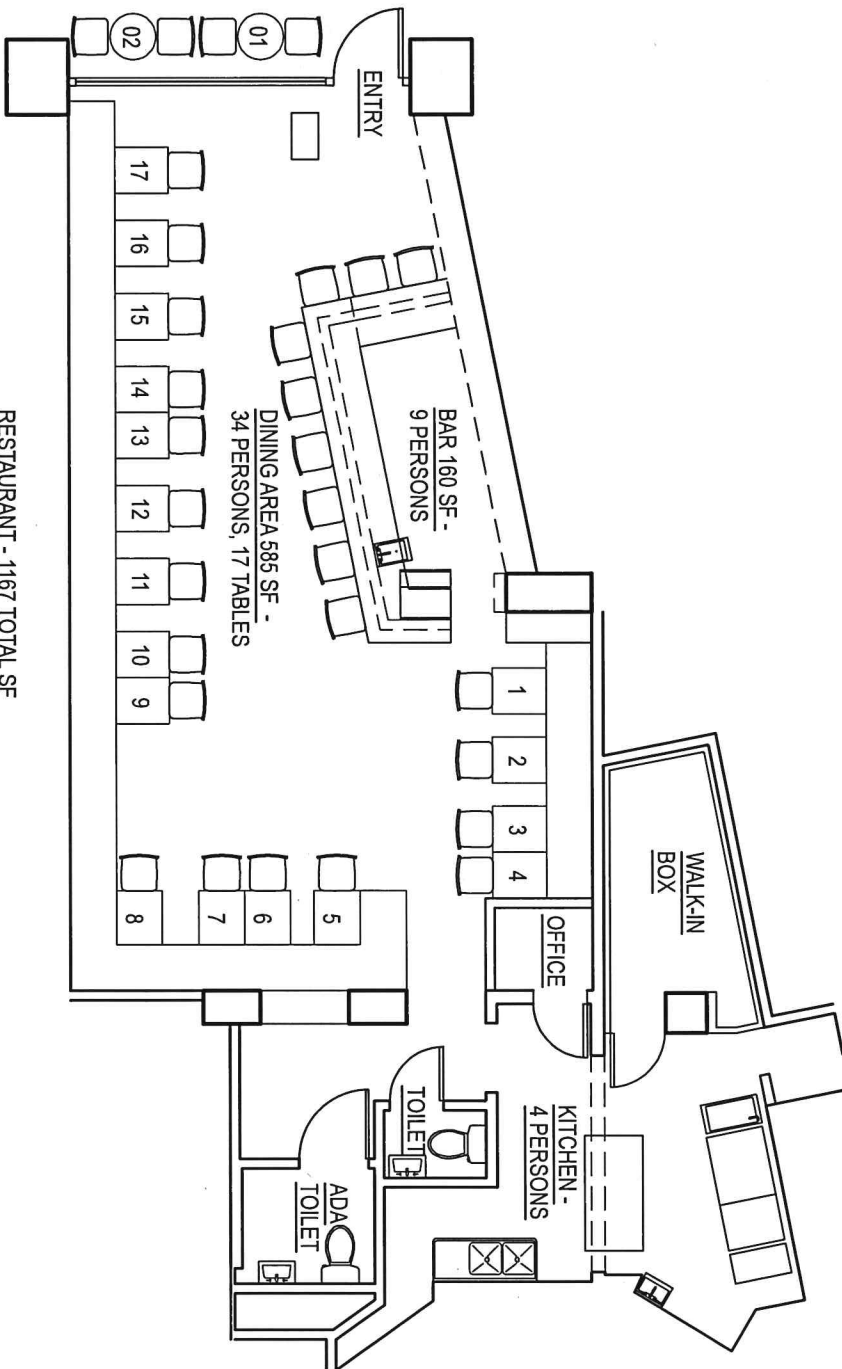 02
01
ENTRY
17
16
15
14
13
12
11
10
9
BAR 160 SF -
9 PERSONS
DINING AREA 585 SF -
34 PERSONS, 17 TABLES
1
2
3
4
5
6
7
8
WALK-IN
BOX
OFFICE
KITCHEN -
4 PERSONS
TOILET
ADA
TOILET
RESTAURANT - 1167 TOTAL SF